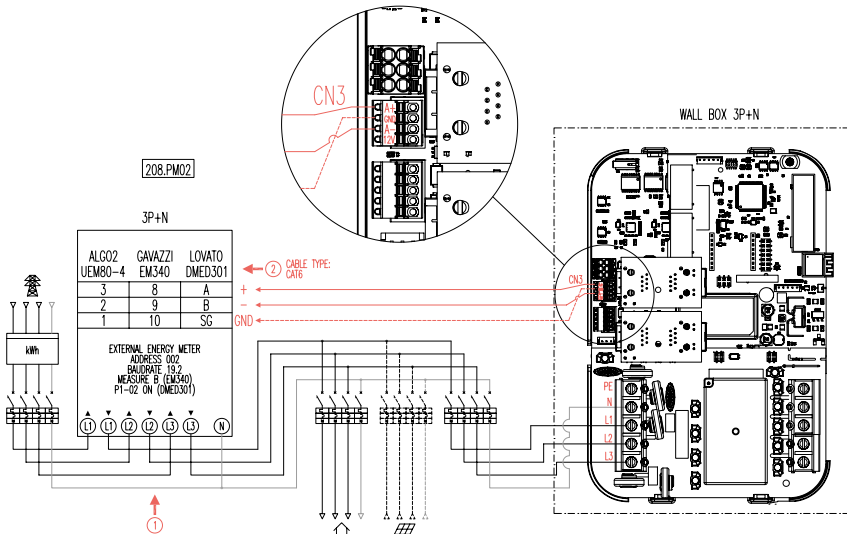 CN3
A+
GND
A-
12V
WALL BOX 3P+N
208.PM02
3P+N
ALGO2 GAVAZZI LOVATO
UEM80-4 EM340 DMED301
3 8 A
2 9 B
1 10 SG
+
-
GND
2 CABLE TYPE:
CAT6
kWh
EXTERNAL ENERGY METER
ADDRESS 002
BAUDRATE 19.2
MEASURE B (EM340)
P1-02 ON (DMED301)
L1 L1 L2 L2 L3 L3 N
1
CN3
PE
N
L1
L2
L3